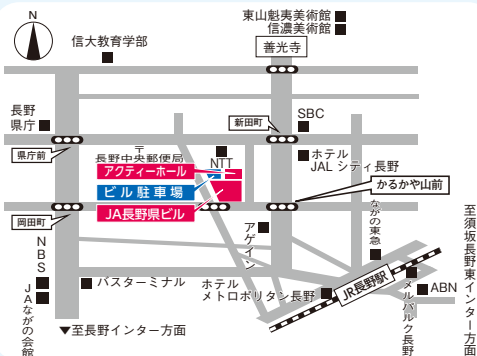 N
東山魁夷美術館
信濃美術館
信大教育学部
善光寺
長野
県庁
新田町
SBC
県庁前
〒
長野中央郵便局
NTT
ホテル
JALシティ長野
アクティーホール
ビル駐車場
JA長野県ビル
かるかや山前
岡田町
アゲイン
ながの東急
至須坂長野東インター方面
NBS
JAながの会館
バスターミナル
ホテル
メトロポリタン長野
JR長野駅
メルパルク長野
ABN
▼至長野インター方面